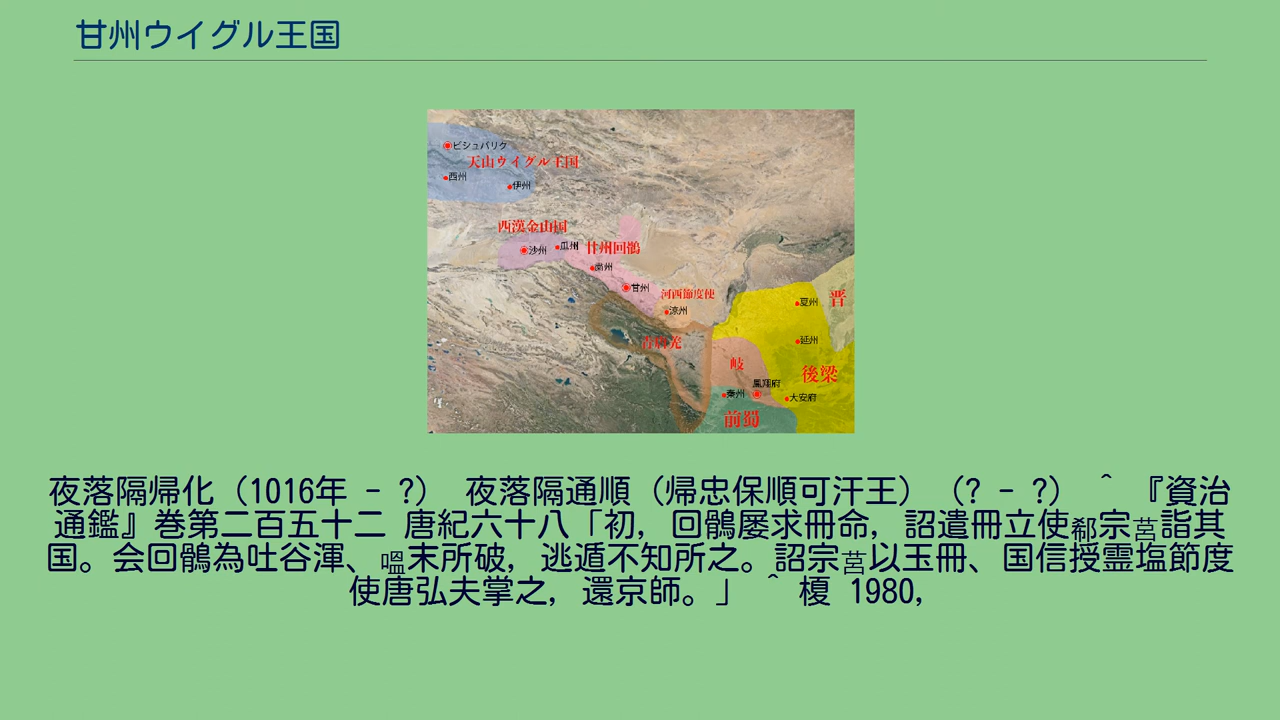 甘州ウイグル王国
ビシュバリク
天山ウイグル王国
西州
伊州
西漢金山国
沙州
瓜州
甘州回鶻
粛州
甘州
河西節度使
涼州
夏州
晋
青唐羌
延州
岐
後梁
鳳翔府
秦州
大安府
前蜀
夜落隔帰化（1016年 - ?） 夜落隔通順（帰忠保順可汗王）（? - ?） ^ 『資治
通鑑』巻第二百五十二 唐紀六十八「初，回鶻屡求冊命，詔遣冊立使郗宗莒詣其
国。会回鶻為吐谷渾、嗢末所破，逃遁不知所之。詔宗莒以玉冊、国信授霊塩節度
使唐弘夫掌之，還京師。」 ^ 榎 1980,